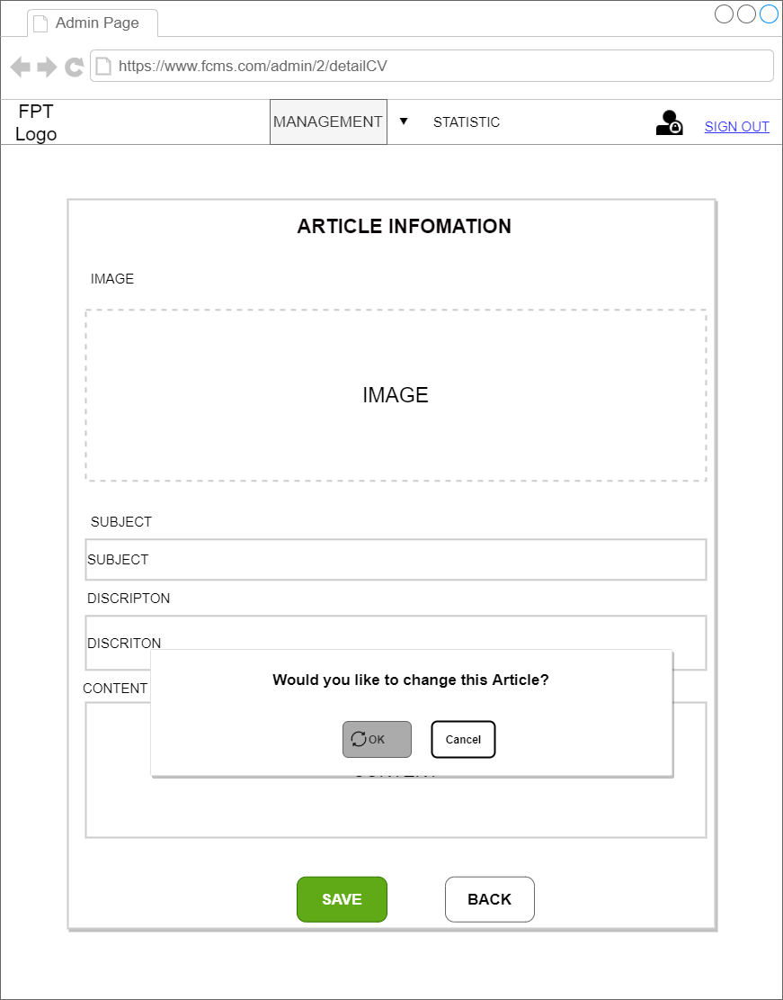 Admin Page
https://www.fcms.com/admin/2/detailCV
FPT
Logo
MANAGEMENT
STATISTIC
SIGN OUT
ARTICLE INFOMATION
IMAGE
IMAGE
SUBJECT
SUBJECT
DISCRIPTON
DISCRITON
CONTENT
Would you like to change this Article?
OK
Cancel
SAVE
BACK